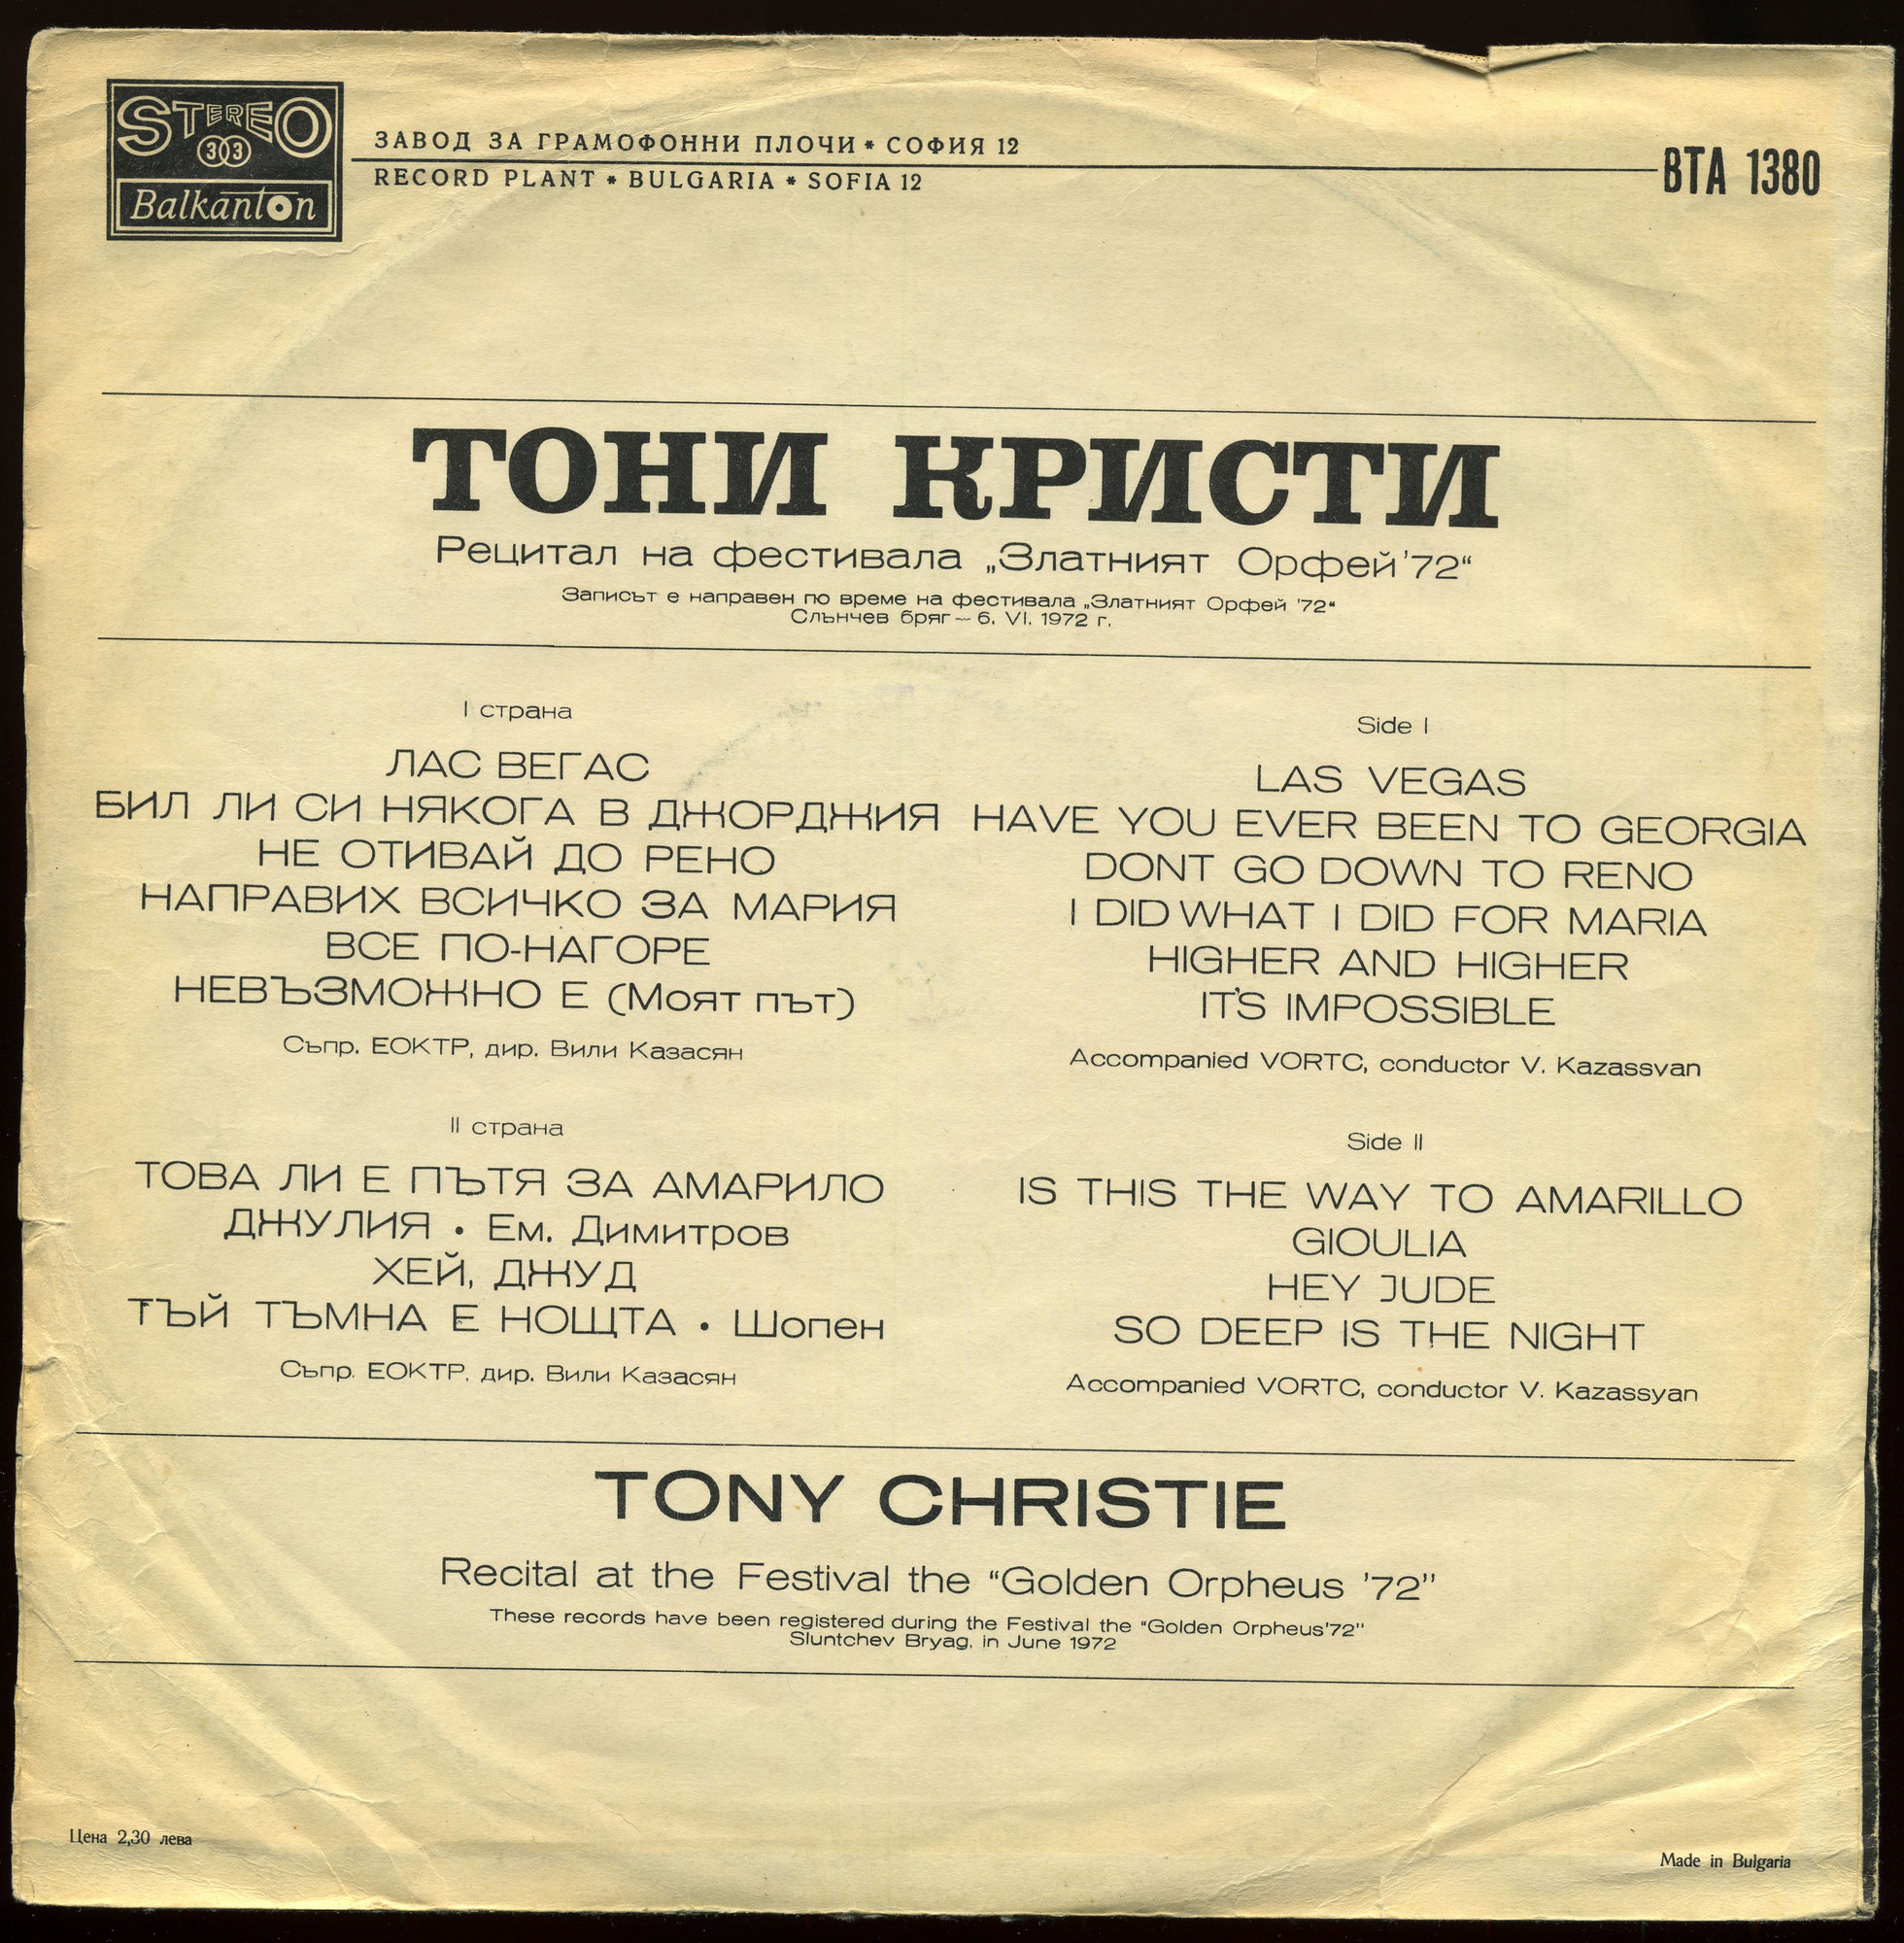 STEREO
33
Balkanton
ЗАВОД ЗА ГРАМОФОННИ ПЛОЧИ * СОФИЯ 12
RECORD PLANT * BULGARIA * SOFIA 12
ВТА 1380
ТОНИ КРИСТИ
Рецитал на фестивала „Златният Орфей '72“
Записът е направен по време на фестивала „Златният Орфей '72“
Слънчев бряг — 6. VI. 1972 г.
I страна
ЛАС ВЕГАС
БИЛ ЛИ СИ НЯКОГА В ДЖОРДЖИЯ
НЕ ОТИВАЙ ДО РЕНО
НАПРАВИХ ВСИЧКО ЗА МАРИЯ
ВСЕ ПО-НАГОРЕ
НЕВЪЗМОЖНО Е (Моят път)
Съпр. ЕОКТР, дир. Вили Казасян
Side I
LAS VEGAS
HAVE YOU EVER BEEN TO GEORGIA
DONT GO DOWN TO RENO
I DID WHAT I DID FOR MARIA
HIGHER AND HIGHER
IT'S IMPOSSIBLE
Accompanied VORTC, conductor V. Kazassvan
II страна
ТОВА ЛИ Е ПЪТЯ ЗА АМАРИЛО
ДЖУЛИЯ • Ем. Димитров
ХЕЙ, ДЖУД
ТЪЙ ТЪМНА Е НОЩТА • Шопен
Съпр. ЕОКТР. дир. Вили Казасян
Side II
IS THIS THE WAY TO AMARILLO
GIOULIA
HEY JUDE
SO DEEP IS THE NIGHT
Accompanied VORTC, conductor V. Kazassyan
TONY CHRISTIE
Recital at the Festival the “Golden Orpheus '72”
These records have been registered during the Festival the “Golden Orpheus'72”
Sluntchev Bryag, in June 1972
Цена 2,30 лева
Made in Bulgaria